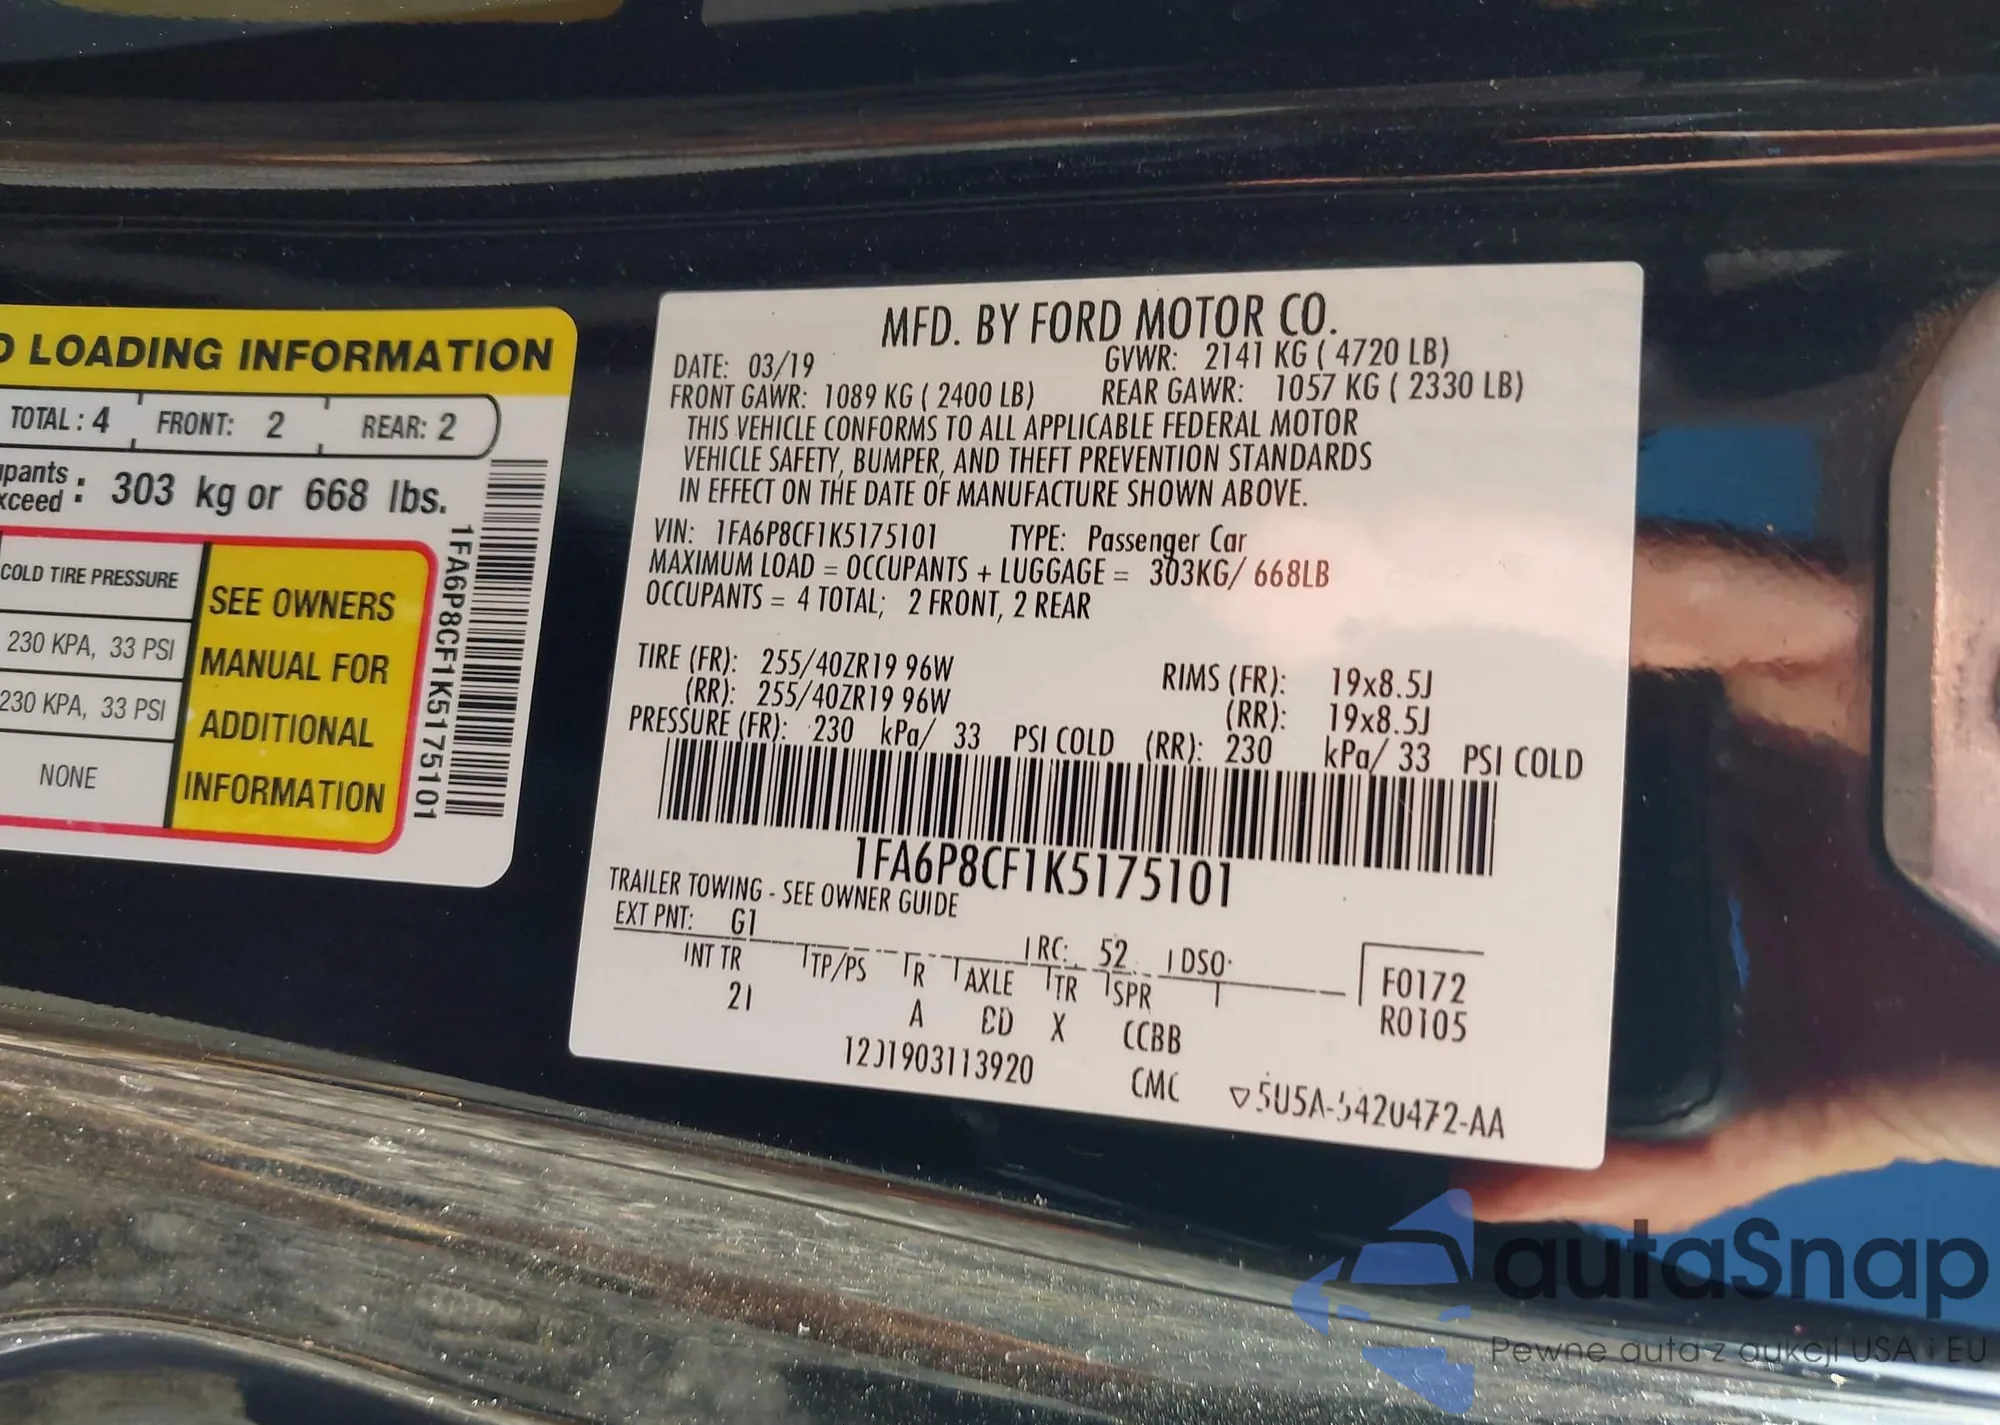 D LOADING INFORMATION
TOTAL : 4 FRONT: 2 REAR: 2
pants
xceed : 303 kg or 668 lbs.
COLD TIRE PRESSURE
230 KPA, 33 PSI
230 KPA, 33 PSI
NONE
SEE OWNERS
MANUAL FOR
ADDITIONAL
INFORMATION
1FA6P8CF1K5175101
MFD. BY FORD MOTOR CO.
DATE: 03/19 GVWR: 2141 KG ( 4720 LB)
FRONT GAWR: 1089 KG ( 2400 LB) REAR GAWR: 1057 KG ( 2330 LB)
THIS VEHICLE CONFORMS TO ALL APPLICABLE FEDERAL MOTOR
VEHICLE SAFETY, BUMPER, AND THEFT PREVENTION STANDARDS
IN EFFECT ON THE DATE OF MANUFACTURE SHOWN ABOVE.
VIN: 1FA6P8CF1K5175101 TYPE: Passenger Car
MAXIMUM LOAD = OCCUPANTS + LUGGAGE = 303KG/ 668LB
OCCUPANTS = 4 TOTAL; 2 FRONT, 2 REAR
TIRE (FR): 255/40ZR19 96W RIMS (FR): 19x8.5J
(RR): 255/40ZR19 96W (RR): 19x8.5J
PRESSURE (FR): 230 kPa/ 33 PSI COLD (RR): 230 kPa/ 33 PSI COLD
1FA6P8CF1K5175101
TRAILER TOWING - SEE OWNER GUIDE
EXT PNT: G1 RC: 52 DSO:
INT TR TP/PS R AXLE TR SPR F0172
21 A X CCBB R0105
CMC
autaSnap
Pewne auta z aukcji USA i EU